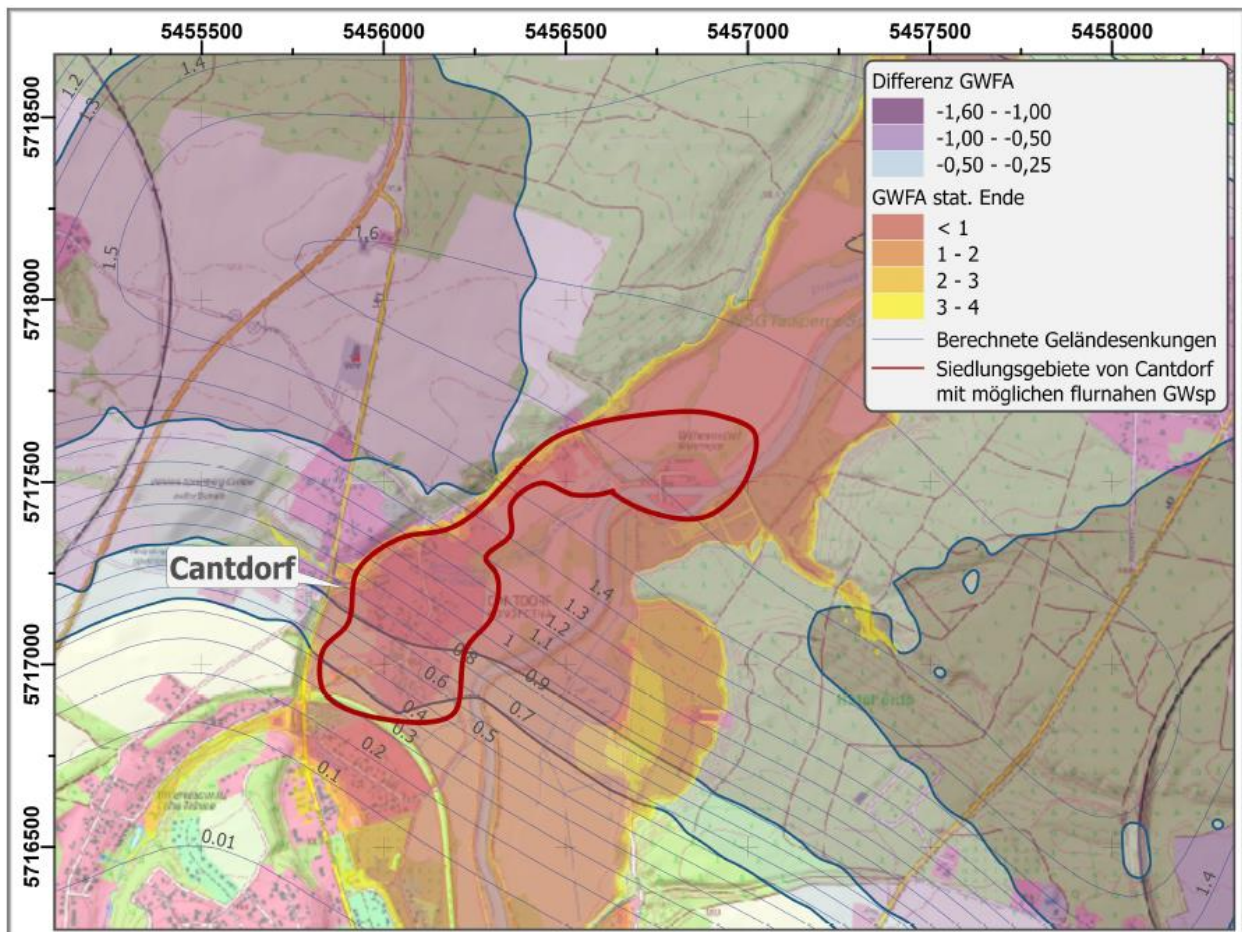 5455500 5456000 5456500 5457000 5457500 5458000
5718500
5718000
5717500
5717000
5716500
Differenz GWFA
-1,60 - -1,00
-1,00 - -0,50
-0,50 - -0,25
GWFA stat. Ende
< 1
1 - 2
2 - 3
3 - 4
Berechnete Geländesenkungen
Siedlungsgebiete von Cantdorf
mit möglichen flurnahen GWsp
1.2
1.3
1.4
1.5
1.6
Cantdorf
1.4
1.3
1.2
1.1
1
0.9
0.8
0.7
0.6
0.5
0.4
0.3
0.2
0.1
0.01
1.4